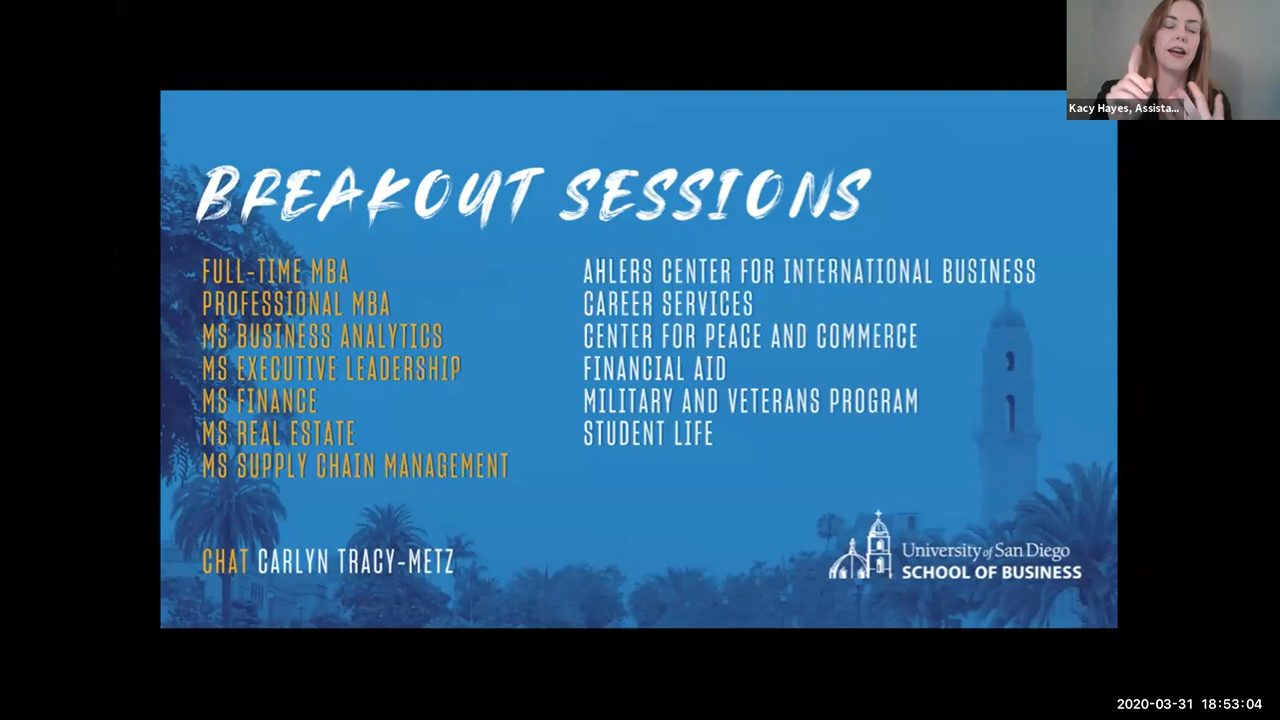 Kacy Hayes, Assista...
BREAKOUT SESSIONS
FULL-TIME MBA
PROFESSIONAL MBA
MS BUSINESS ANALYTICS
MS EXECUTIVE LEADERSHIP
MS FINANCE
MS REAL ESTATE
MS SUPPLY CHAIN MANAGEMENT
AHLERS CENTER FOR INTERNATIONAL BUSINESS
CAREER SERVICES
CENTER FOR PEACE AND COMMERCE
FINANCIAL AID
MILITARY AND VETERANS PROGRAM
STUDENT LIFE
CHAT CARLYN TRACY-METZ
University of San Diego
SCHOOL OF BUSINESS
2020-03-31 18:53:04